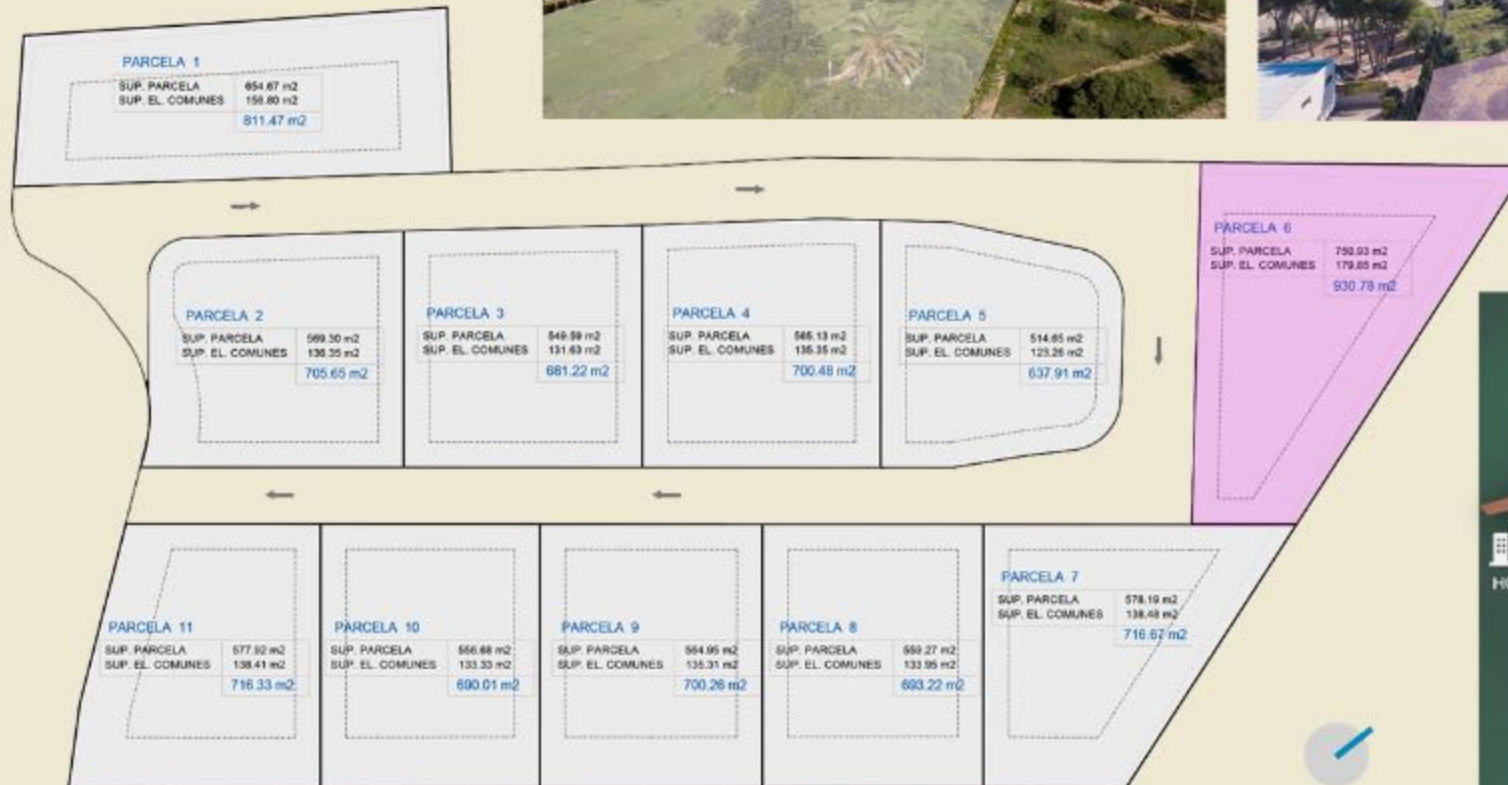 PARCELA 1
SUP. PARCELA 654.67 m2
SUP. EL. COMUNES 156.80 m2
811.47 m2
PARCELA 6
SUP. PARCELA 750.93 m2
SUP. EL. COMUNES 179.85 m2
930.78 m2
PARCELA 2
SUP. PARCELA 569.30 m2
SUP. EL. COMUNES 136.35 m2
705.65 m2
PARCELA 3
SUP. PARCELA 549.59 m2
SUP. EL. COMUNES 131.63 m2
681.22 m2
PARCELA 4
SUP. PARCELA 565.13 m2
SUP. EL. COMUNES 135.35 m2
700.48 m2
PARCELA 5
SUP. PARCELA 514.65 m2
SUP. EL. COMUNES 123.26 m2
637.91 m2
PARCELA 11
SUP. PARCELA 577.92 m2
SUP. EL. COMUNES 138.41 m2
716.33 m2
PARCELA 10
SUP. PARCELA 556.68 m2
SUP. EL. COMUNES 133.33 m2
690.01 m2
PARCELA 9
SUP. PARCELA 564.95 m2
SUP. EL. COMUNES 135.31 m2
700.26 m2
PARCELA 8
SUP. PARCELA 559.27 m2
SUP. EL. COMUNES 133.95 m2
693.22 m2
PARCELA 7
SUP. PARCELA 578.19 m2
SUP. EL. COMUNES 138.48 m2
716.67 m2